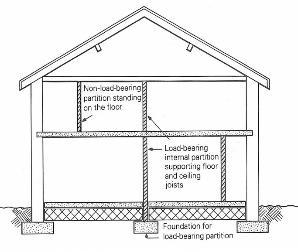 Non-load-bearing
partition standing
on the floor
Load-bearing
internal partition
supporting floor
and ceiling
joists
Foundation for
load-bearing partition